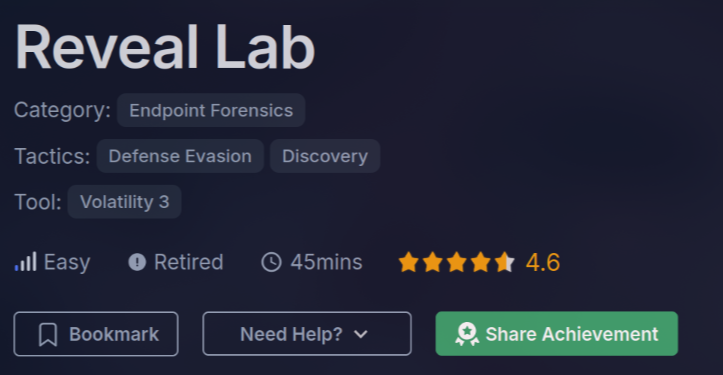 Reveal Lab
Category: Endpoint Forensics
Tactics: Defense Evasion Discovery
Tool: Volatility 3
Easy Retired 45mins 4.6
Bookmark Need Help? Share Achievement